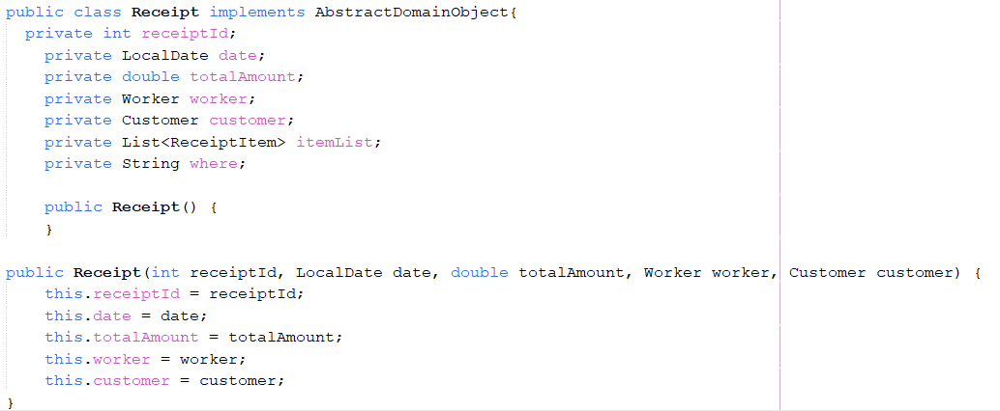 public class Receipt implements AbstractDomainObject{
private int receiptId;
private LocalDate date;
private double totalAmount;
private Worker worker;
private Customer customer;
private List<ReceiptItem> itemList;
private String where;
public Receipt() {
}
public Receipt(int receiptId, LocalDate date, double totalAmount, Worker worker, Customer customer) {
this.receiptId = receiptId;
this.date = date;
this.totalAmount = totalAmount;
this.worker = worker;
this.customer = customer;
}